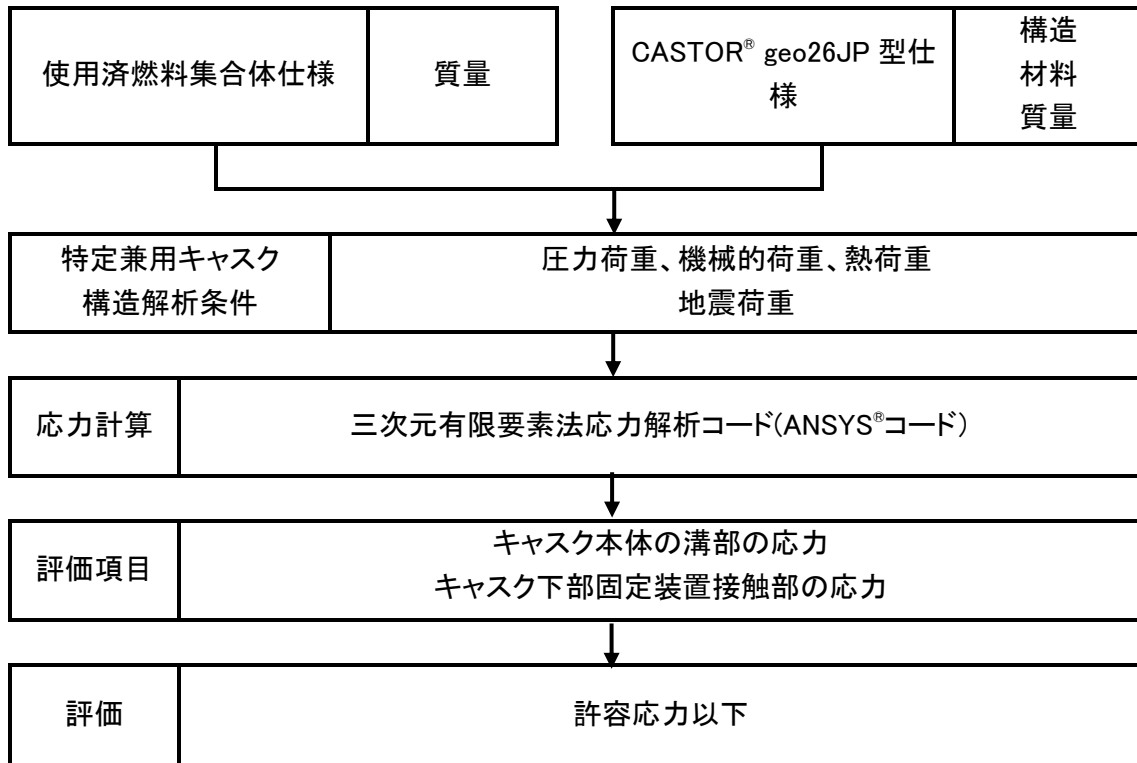 使用済燃料集合体仕様
質量
CASTOR® geo26JP 型仕
様
構造
材料
質量
特定兼用キャスク
構造解析条件
圧力荷重、機械的荷重、熱荷重
地震荷重
応力計算
三次元有限要素法応力解析コード(ANSYS®コード)
評価項目
キャスク本体の溝部の応力
キャスク下部固定装置接触部の応力
評価
許容応力以下